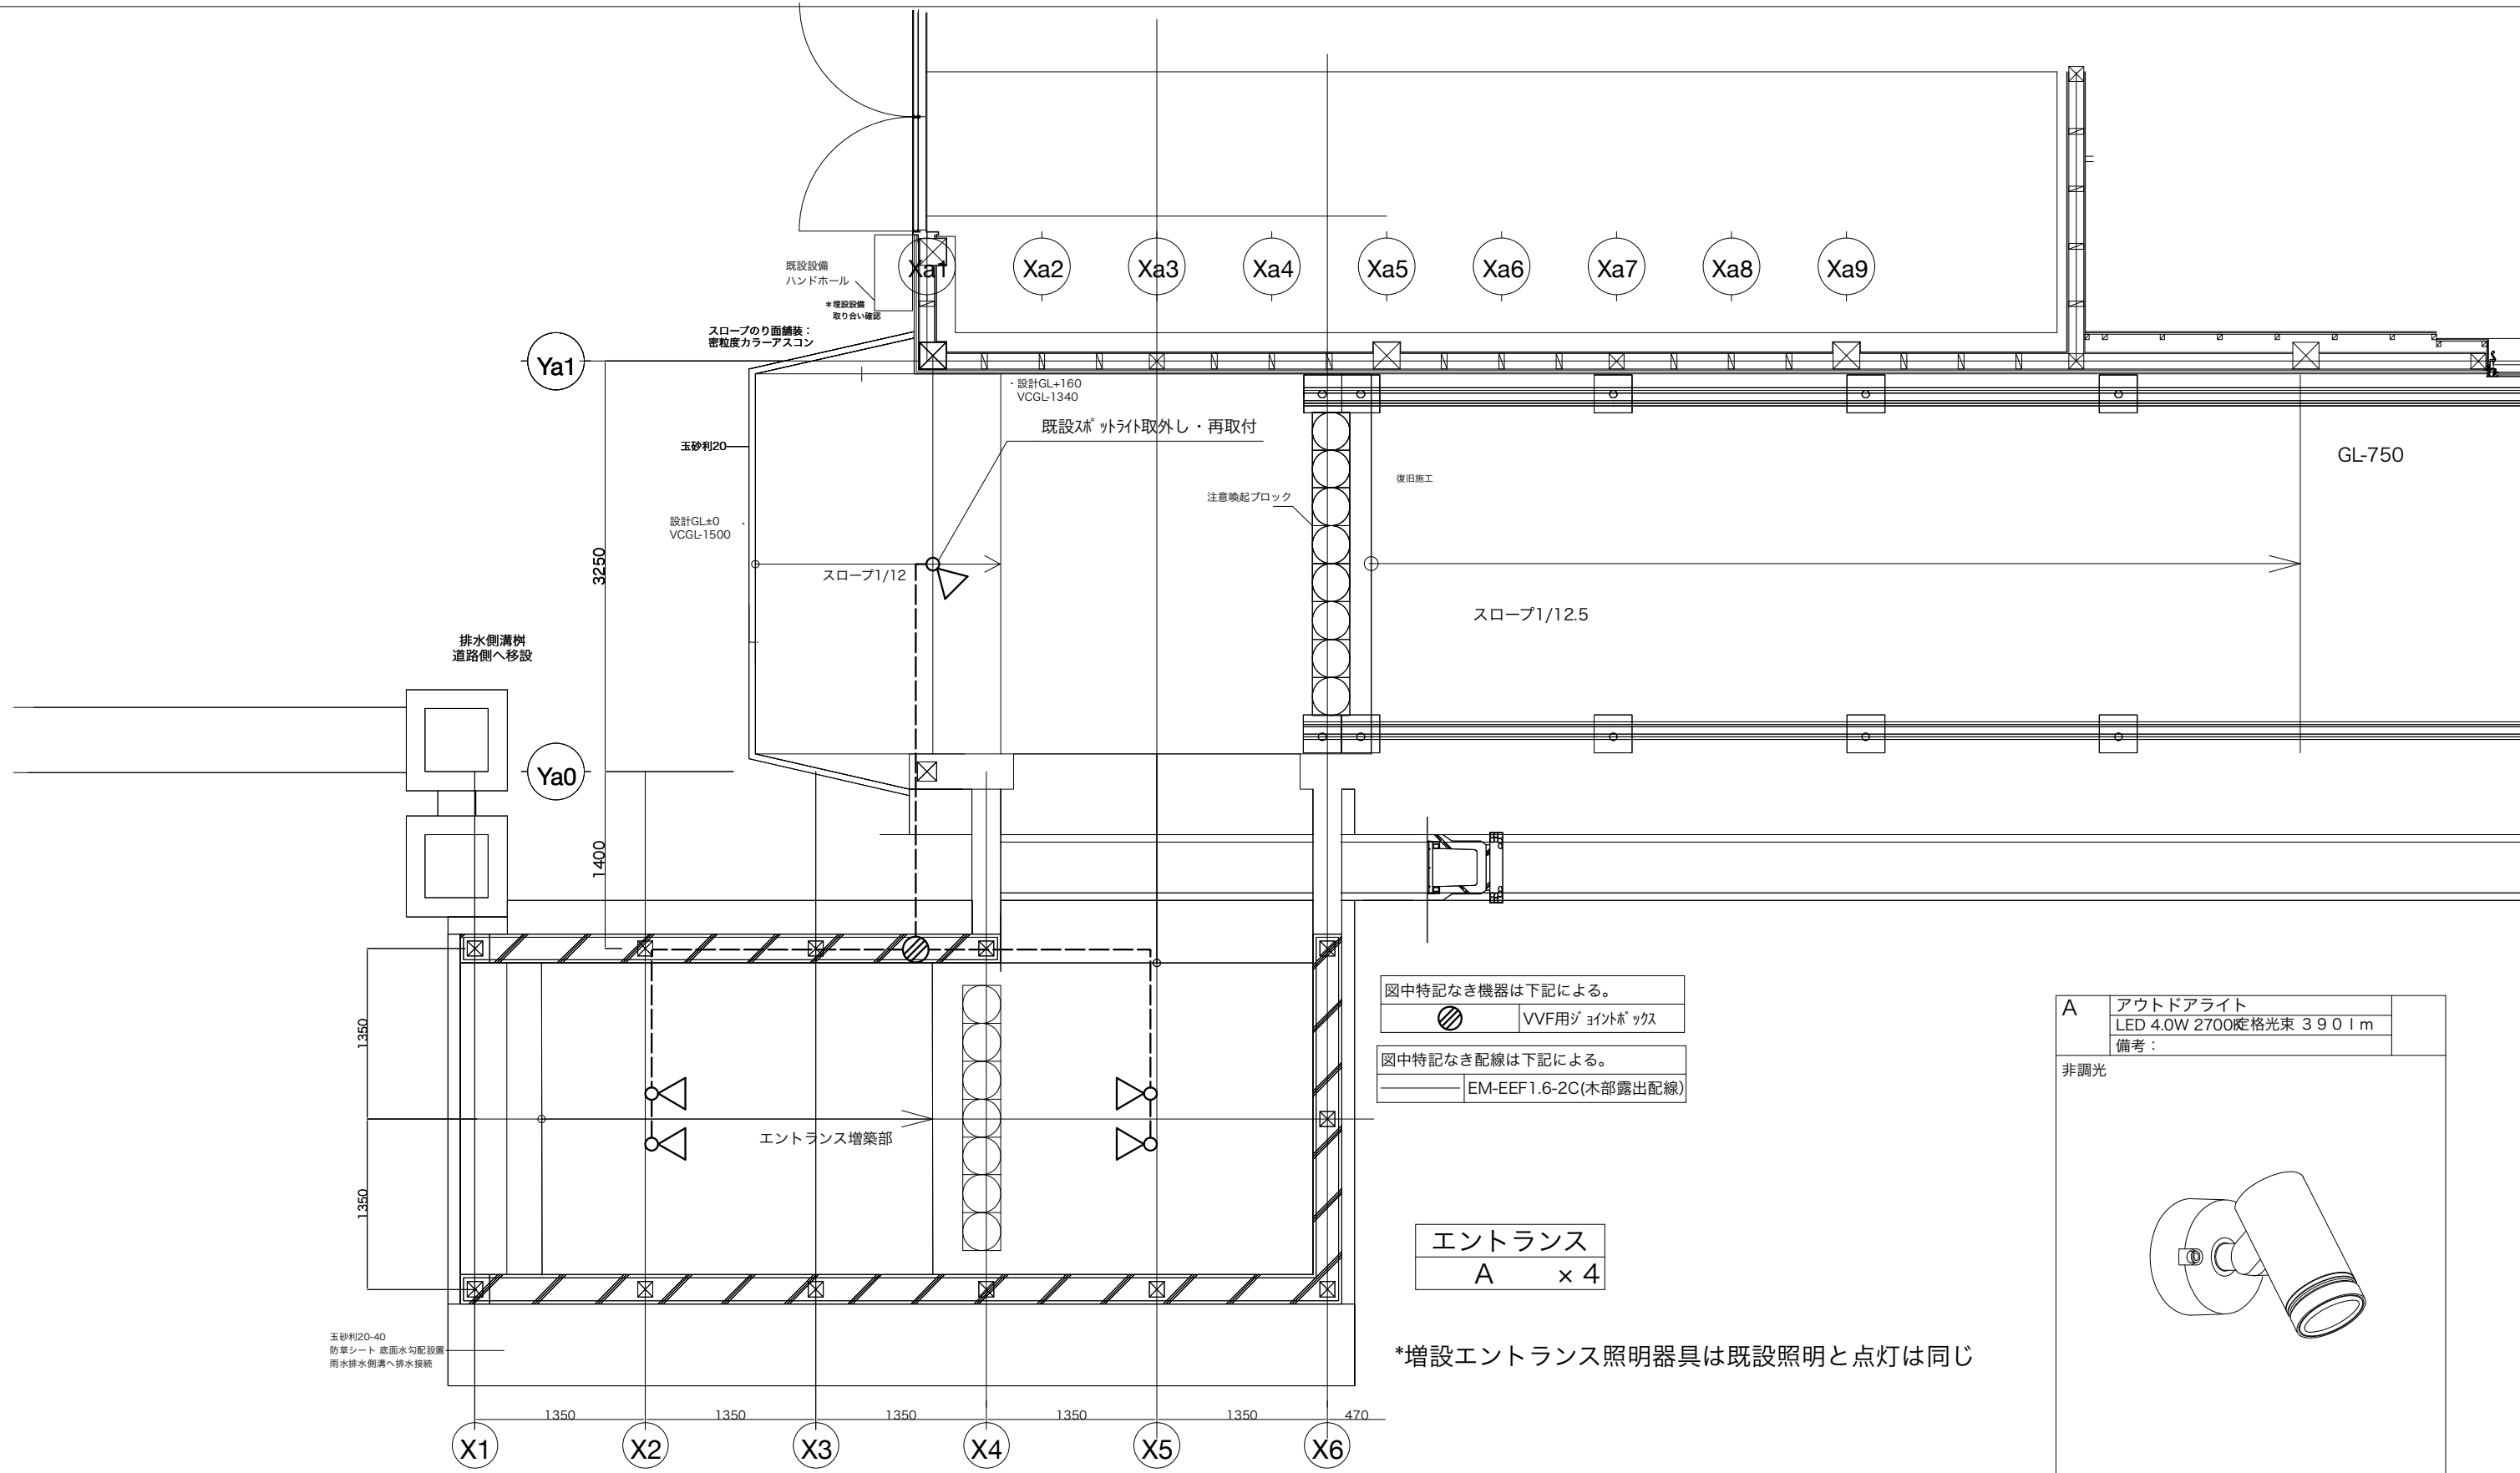 既設設備
ハンドホール
*埋設設備
取り合い確認
Xa1
Xa2
Xa3
Xa4
Xa5
Xa6
Xa7
Xa8
Xa9
スロープのり面舗装：
密粒度カラーアスコン
Ya1
・設計GL+160
VCGL-1340
既設ｽﾎﾟｯﾄﾗｲﾄ取外し・再取付
玉砂利20
GL-750
復旧施工
注意喚起ブロック
設計GL±0
VCGL-1500
3250
スロープ1/12
スロープ1/12.5
排水側溝桝
道路側へ移設
Ya0
1400
図中特記なき機器は下記による。
VVF用ｼﾞｮｲﾝﾄﾎﾞｯｸｽ
図中特記なき配線は下記による。
EM-EEF1.6-2C(木部露出配線)
A
アウトドアライト
LED 4.0W 2700K定格光束 ３９０ｌｍ
備考：
非調光
1350
エントランス増築部
1350
エントランス
A × 4
*増設エントランス照明器具は既設照明と点灯は同じ
玉砂利20-40
防草シート 底面水勾配設置
雨水排水側溝へ排水接続
1350
1350
1350
1350
1350
470
X1
X2
X3
X4
X5
X6